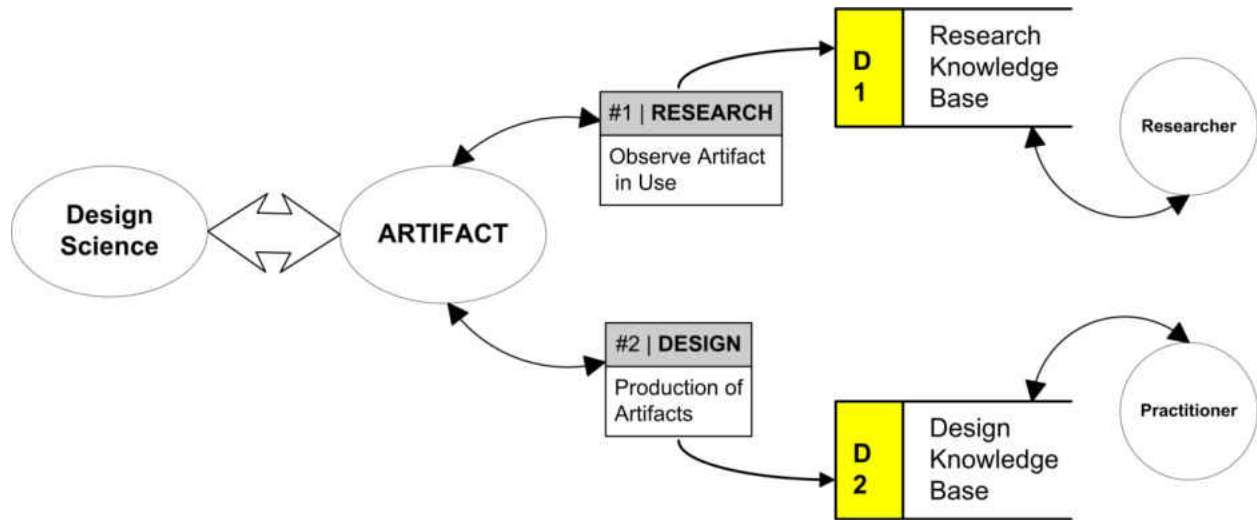 Design
Science
ARTIFACT
#1 | RESEARCH
Observe Artifact
in Use
D
1
Research
Knowledge
Base
Researcher
#2 | DESIGN
Production of
Artifacts
D
2
Design
Knowledge
Base
Practitioner